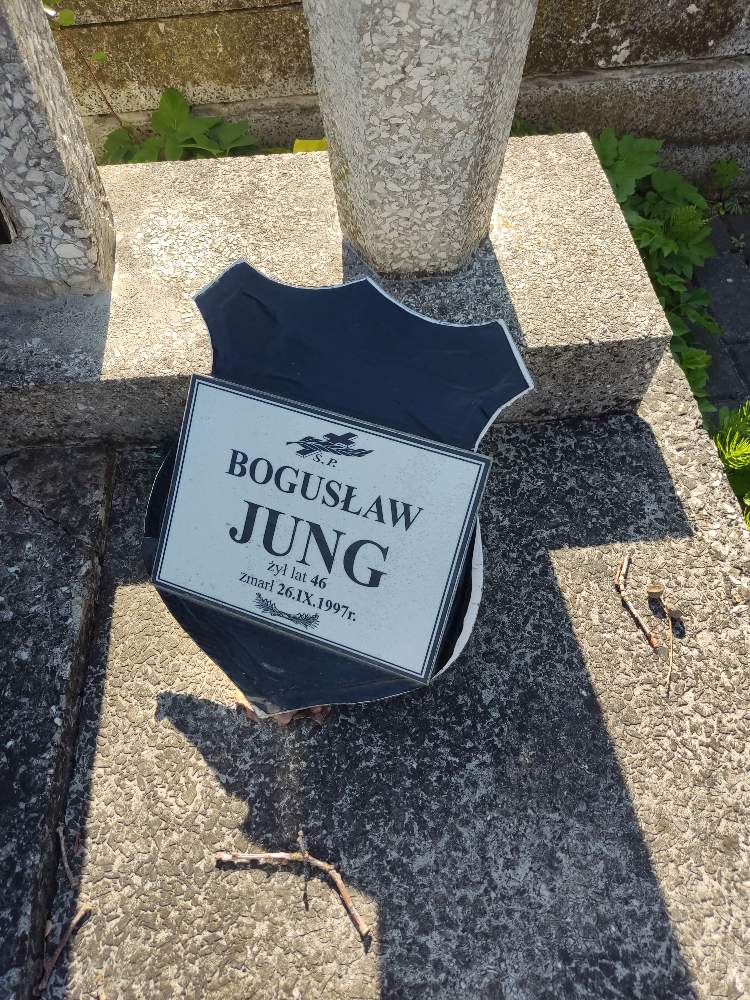 Ś.P.
BOGUSŁAW
JUNG
żył lat 46
zmarł 26.IX.1997r.